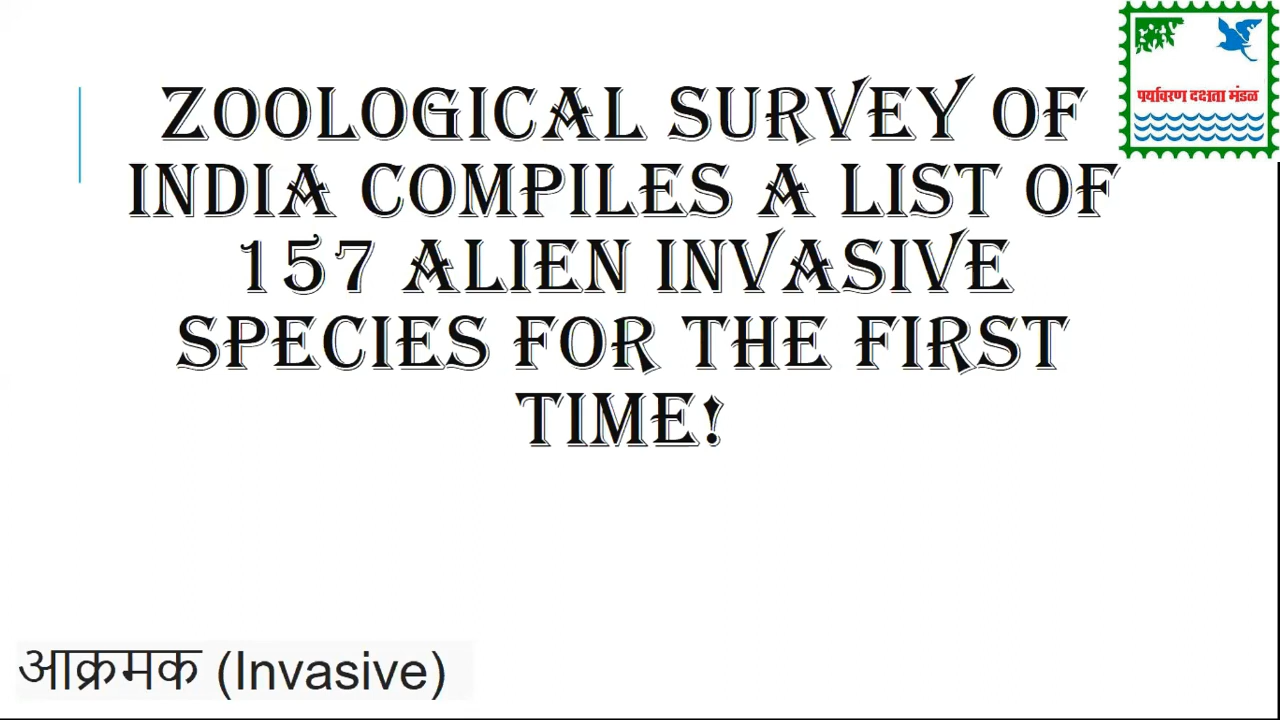 ZOOLOGICAL SURVEY OF
INDIA COMPILES A LIST OF
157 ALIEN INVASIVE
SPECIES FOR THE FIRST
TIME!
पर्यावरण दक्षता मंडळ
आक्रमक (Invasive)